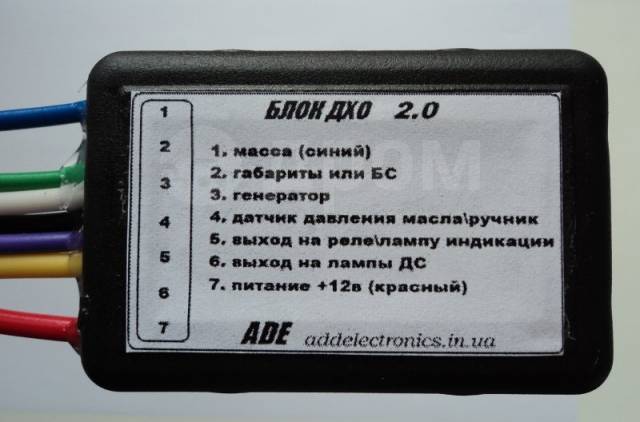 БЛОК ДХО 2.0
1
2
3
4
5
6
7
1. масса (синий)
2. габариты или БС
3. генератор
4. датчик давления масла\ручник
5. выход на реле\лампу индикации
6. выход на лампы ДС
7. питание +12в (красный)
ADE addelectronics.in.ua